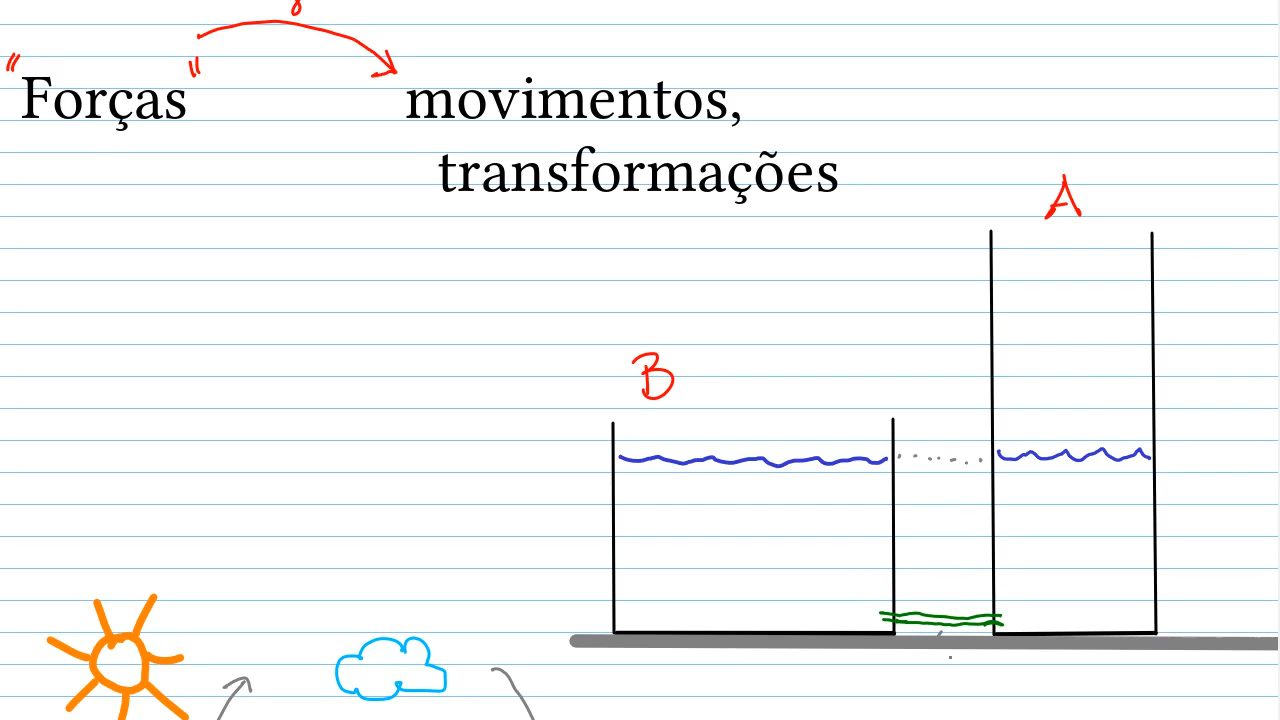 "Forças" movimentos,
transformações
A
B